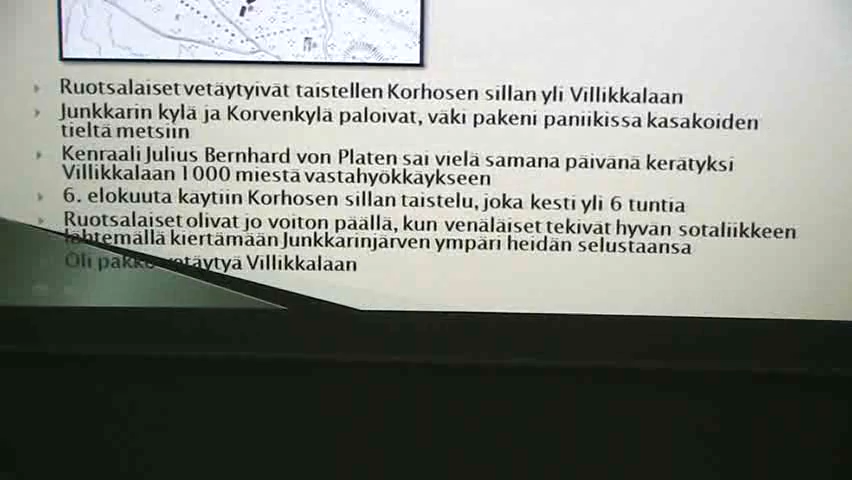 Ruotsalaiset vetäytyivät taistellen Korhosen sillan yli Villikkalaan
Junkkarin kylä ja Korvenkylä paloivat, väki pakeni paniikissa kasakoiden
tieltä metsiin
Kenraali Julius Bernhard von Platen sai vielä samana päivänä kerätyksi
Villikkalaan 1000 miestä vastahyökkäykseen
6. elokuuta käytiin Korhosen sillan taistelu, joka kesti yli 6 tuntia
Ruotsalaiset olivat jo voiton päällä, kun venäläiset tekivät hyvän sotaliikkeen
lähtemällä kiertämään Junkkarinjärven ympäri heidän selustaansa
Oli pakko vetäytyä Villikkalaan